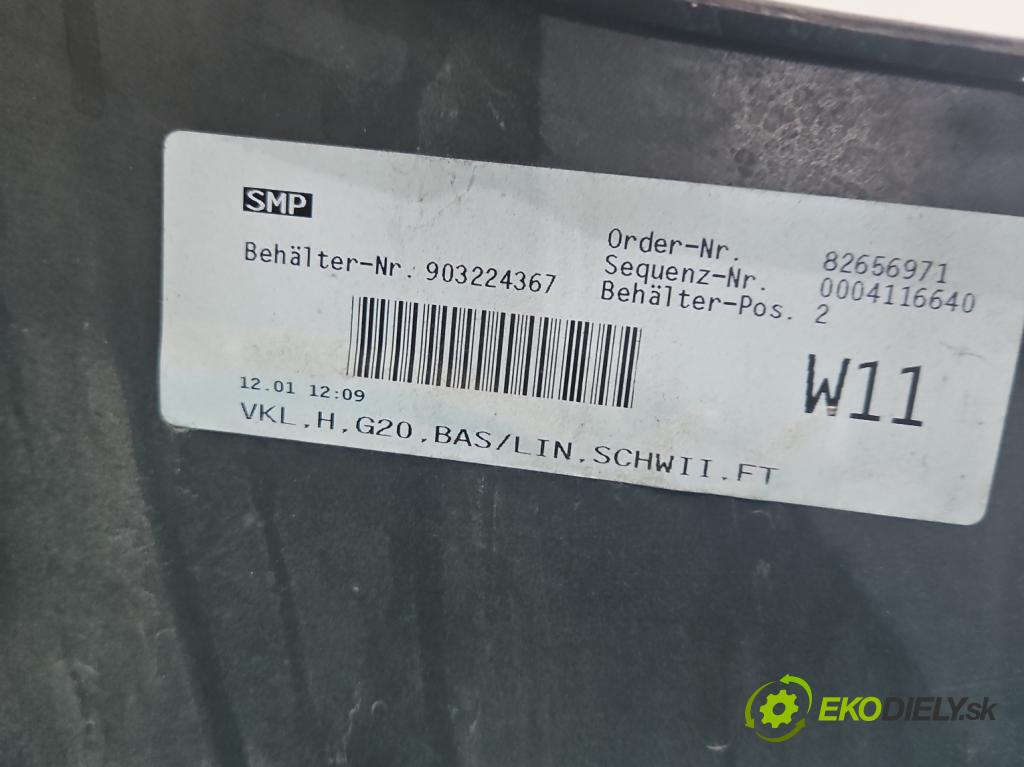 SMP
Behälter-Nr.: 903224367
Order-Nr. 82656971
Sequenz-Nr. 0004116640
Behälter-Pos. 2
W11
12.01 12:09
VKL,H,G20,BAS/LIN,SCHWII,FT
EKODIELY.sk